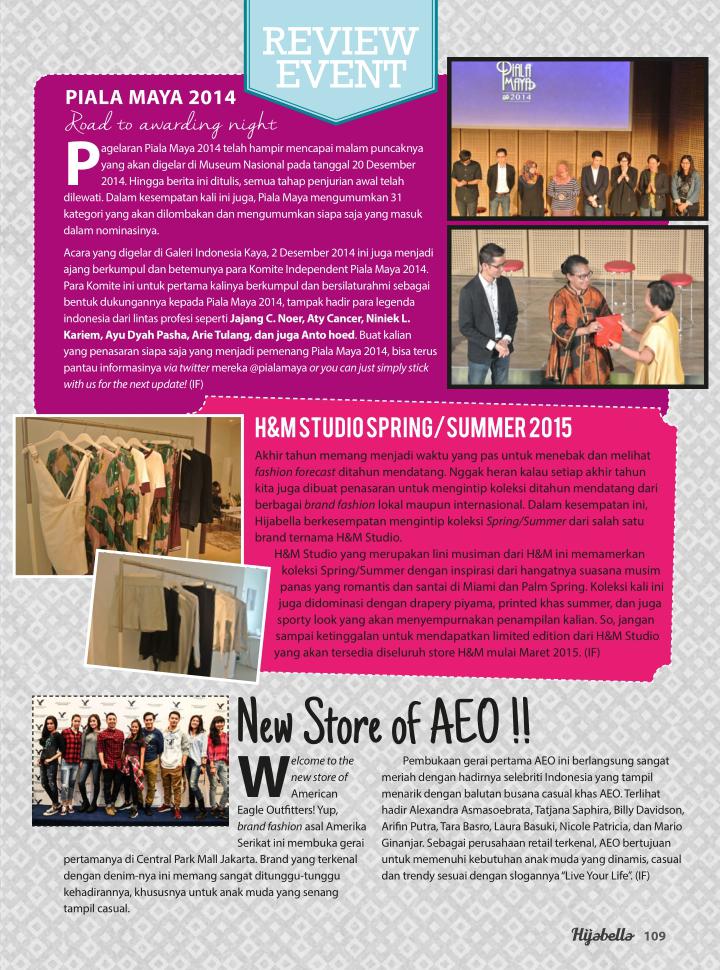 REVIEW
EVENT
PIALA MAYA 2014
Road to awarding night
Pagelaran Piala Maya 2014 telah hampir mencapai malam puncaknya
yang akan digelar di Museum Nasional pada tanggal 20 Desember
2014. Hingga berita ini ditulis, semua tahap penjurian awal telah
dilewati. Dalam kesempatan kali ini juga, Piala Maya mengumumkan 31
kategori yang akan dilombakan dan mengumumkan siapa saja yang masuk
dalam nominasinya.
Acara yang digelar di Galeri Indonesia Kaya, 2 Desember 2014 ini juga menjadi
ajang berkumpul dan betemunya para Komite Independent Piala Maya 2014.
Para Komite ini untuk pertama kalinya berkumpul dan bersilaturahmi sebagai
bentuk dukungannya kepada Piala Maya 2014, tampak hadir para legenda
indonesia dari lintas profesi seperti Jajang C. Noer, Aty Cancer, Niniek L.
Kariem, Ayu Dyah Pasha, Arie Tulang, dan juga Anto hoed. Buat kalian
yang penasaran siapa saja yang menjadi pemenang Piala Maya 2014, bisa terus
pantau informasinya via twitter mereka @pialamaya or you can just simply stick
with us for the next update! (IF)
PIALA
MAYA
2014
H&M STUDIO SPRING/ SUMMER 2015
Akhir tahun memang menjadi waktu yang pas untuk menebak dan melihat
fashion forecast ditahun mendatang. Nggak heran kalau setiap akhir tahun
kita juga dibuat penasaran untuk mengintip koleksi ditahun mendatang dari
berbagai brand fashion lokal maupun internasional. Dalam kesempatan ini,
Hijabella berkesempatan mengintip koleksi Spring/Summer dari salah satu
brand ternama H&M Studio.
H&M Studio yang merupakan lini musiman dari H&M ini memamerkan
koleksi Spring/Summer dengan inspirasi dari hangatnya suasana musim
panas yang romantis dan santai di Miami dan Palm Spring. Koleksi kali ini
juga didominasi dengan drapery piyama, printed khas summer, dan juga
sporty look yang akan menyempurnakan penampilan kalian. So, jangan
sampai ketinggalan untuk mendapatkan limited edition dari H&M Studio
yang akan tersedia diseluruh store H&M mulai Maret 2015. (IF)
New Store of AEO !!
Welcome to the
new store of
American
Eagle Outfitters! Yup,
brand fashion asal Amerika
Serikat ini membuka gerai
pertamanya di Central Park Mall Jakarta. Brand yang terkenal
dengan denim-nya ini memang sangat ditunggu-tunggu
kehadirannya, khususnya untuk anak muda yang senang
tampil casual.
Pembukaan gerai pertama AEO ini berlangsung sangat
meriah dengan hadirnya selebriti Indonesia yang tampil
menarik dengan balutan busana casual khas AEO. Terlihat
hadir Alexandra Asmasoebrata, Tatjana Saphira, Billy Davidson,
Arifin Putra, Tara Basro, Laura Basuki, Nicole Patricia, dan Mario
Ginanjar. Sebagai perusahaan retail terkenal, AEO bertujuan
untuk memenuhi kebutuhan anak muda yang dinamis, casual
dan trendy sesuai dengan slogannya “Live Your Life”. (IF)
Hijabella 109